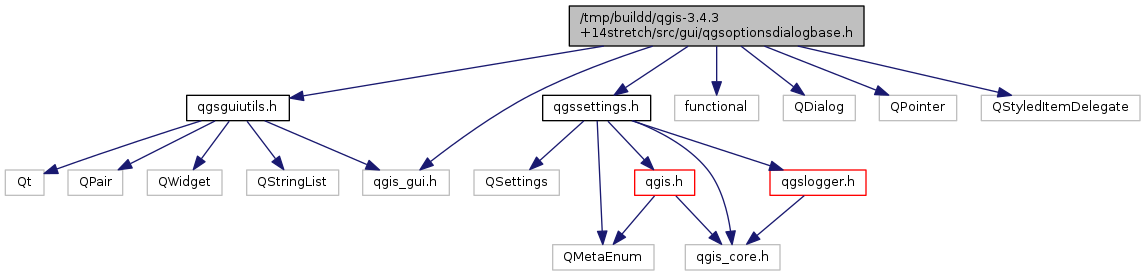 /tmp/buildd/qgis-3.4.3
+14stretch/src/gui/qgsoptionsdialogbase.h
qgsguiutils.h
qgssettings.h
functional
QDialog
QPointer
QStyledItemDelegate
Qt
QPair
QWidget
QStringList
qgis_gui.h
QSettings
qgis.h
qgslogger.h
QMetaEnum
qgis_core.h